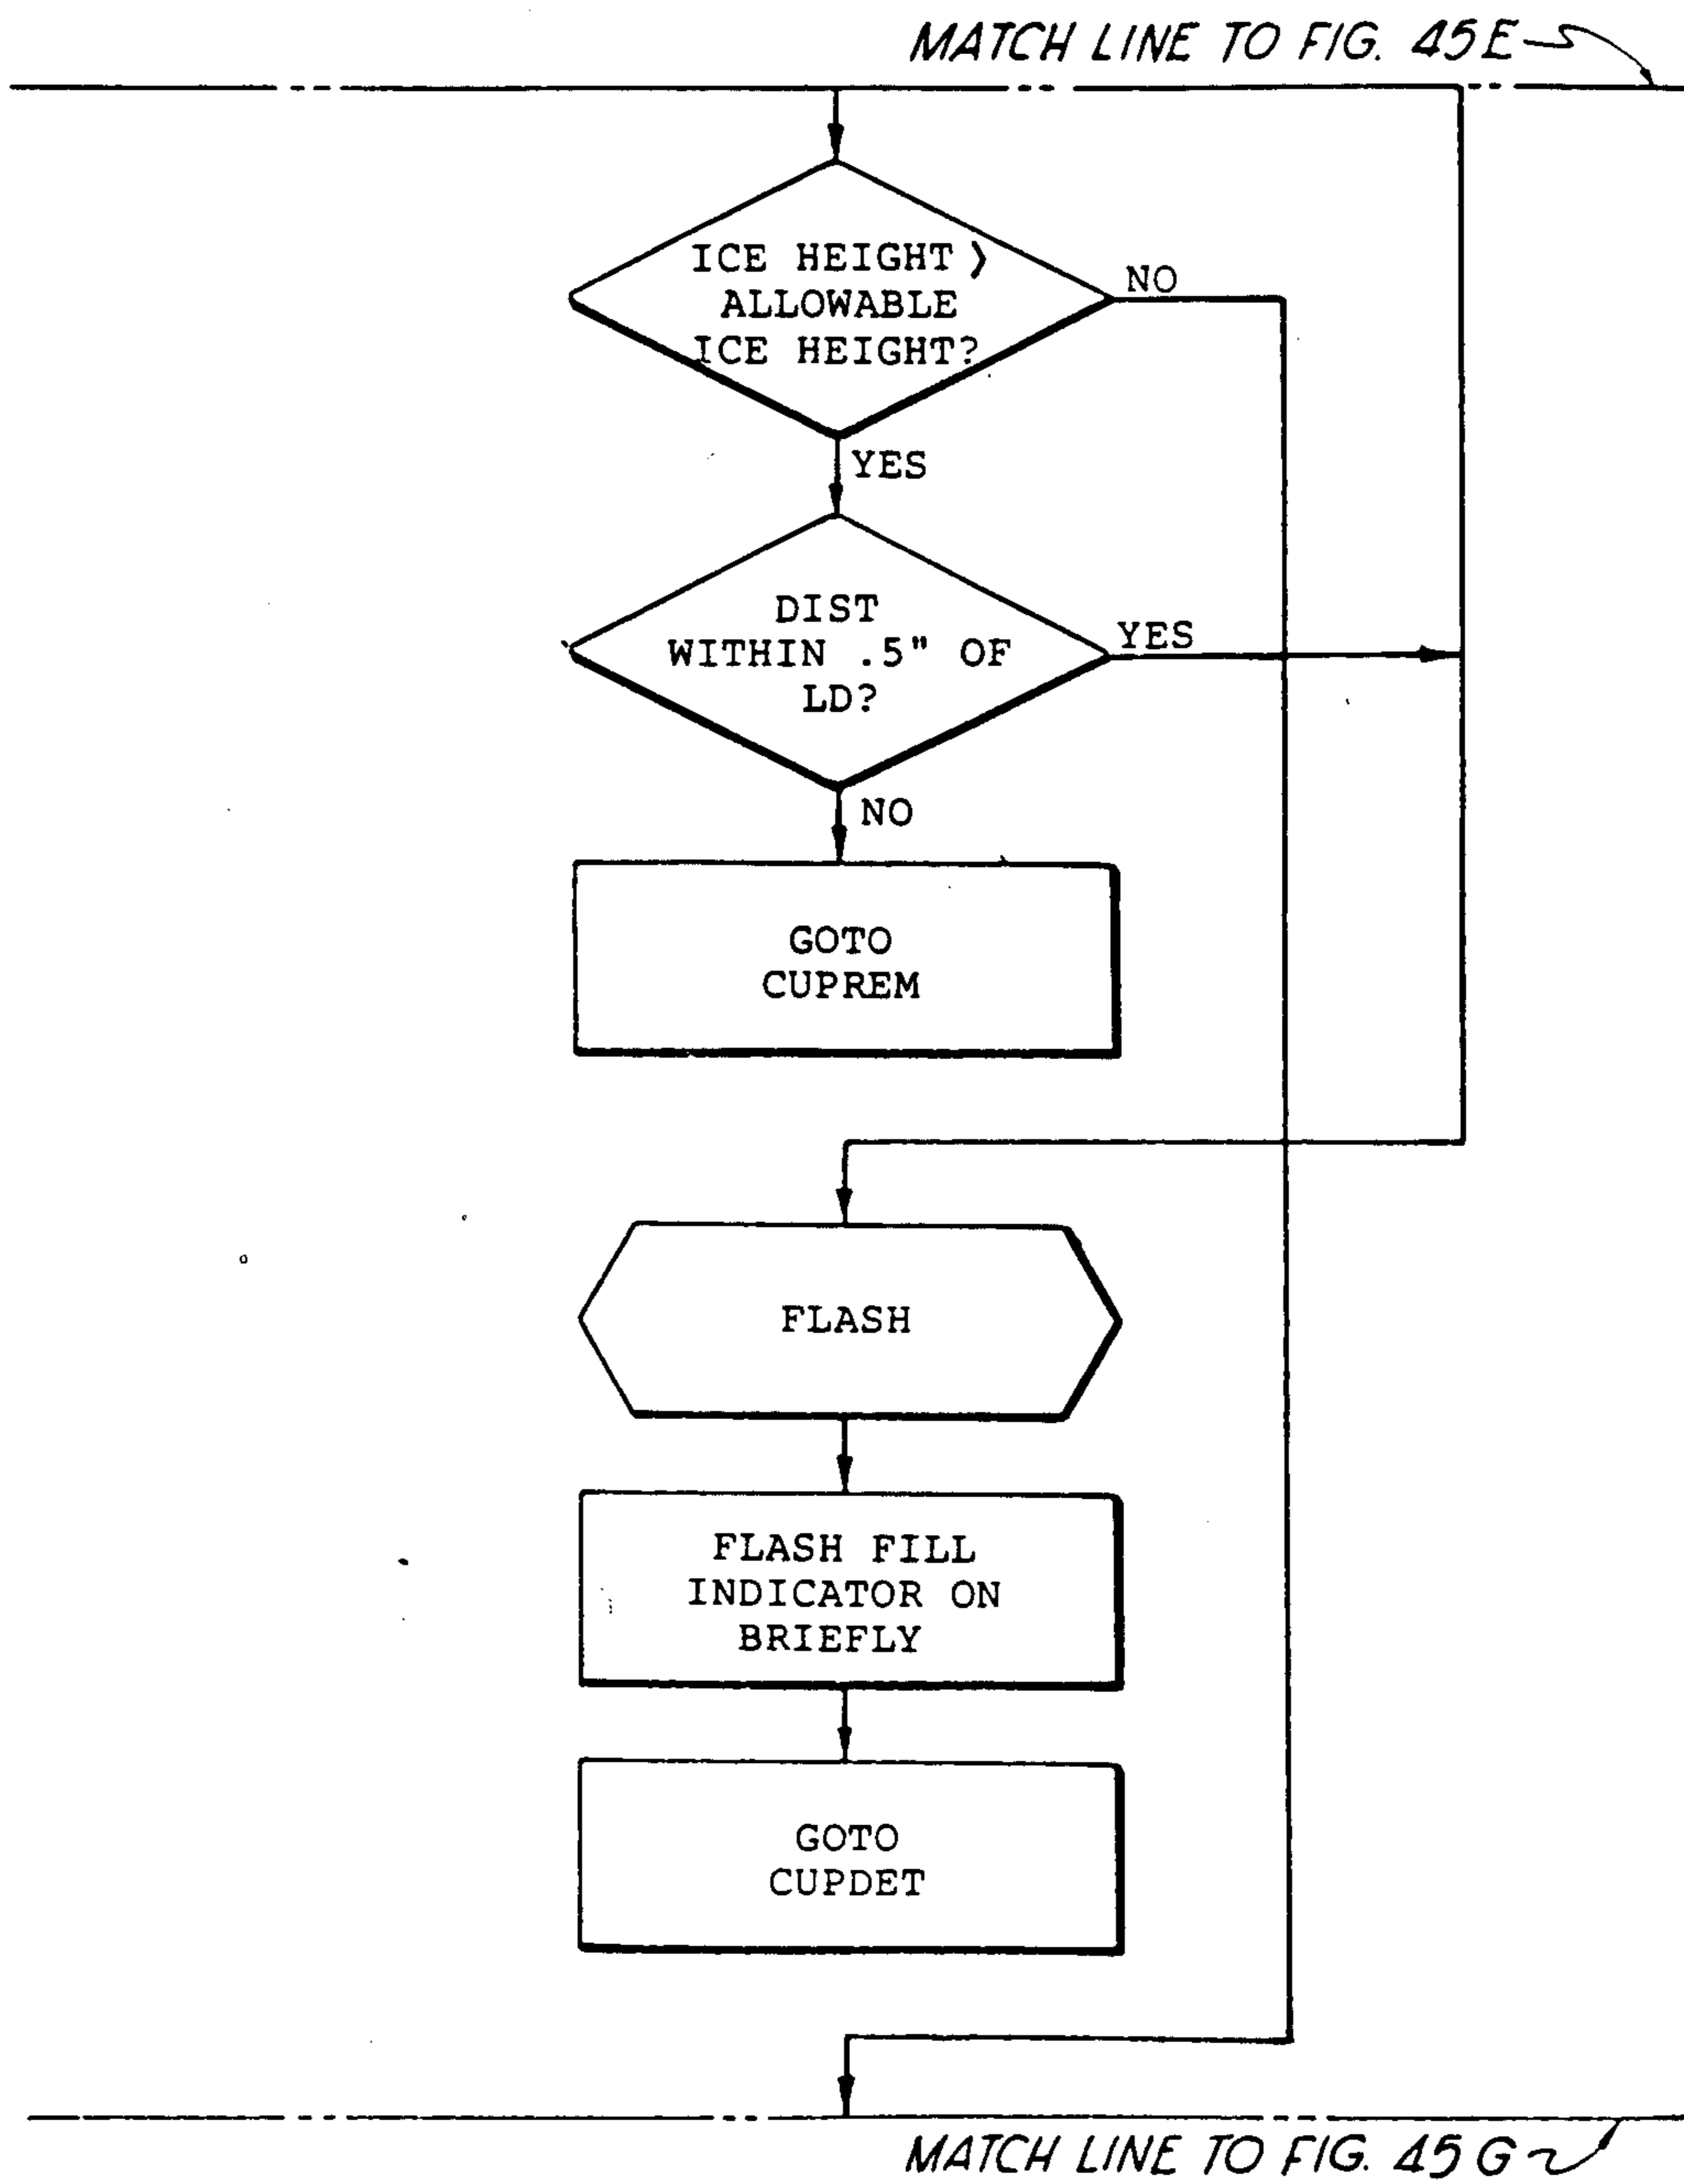 MATCH LINE TO FIG. 45E
ICE HEIGHT >
ALLOWABLE
ICE HEIGHT?
NO
YES
DIST
WITHIN .5" OF
LD?
YES
NO
GOTO
CUPREM
FLASH
FLASH FILL
INDICATOR ON
BRIEFLY
GOTO
CUPDET
MATCH LINE TO FIG. 45G